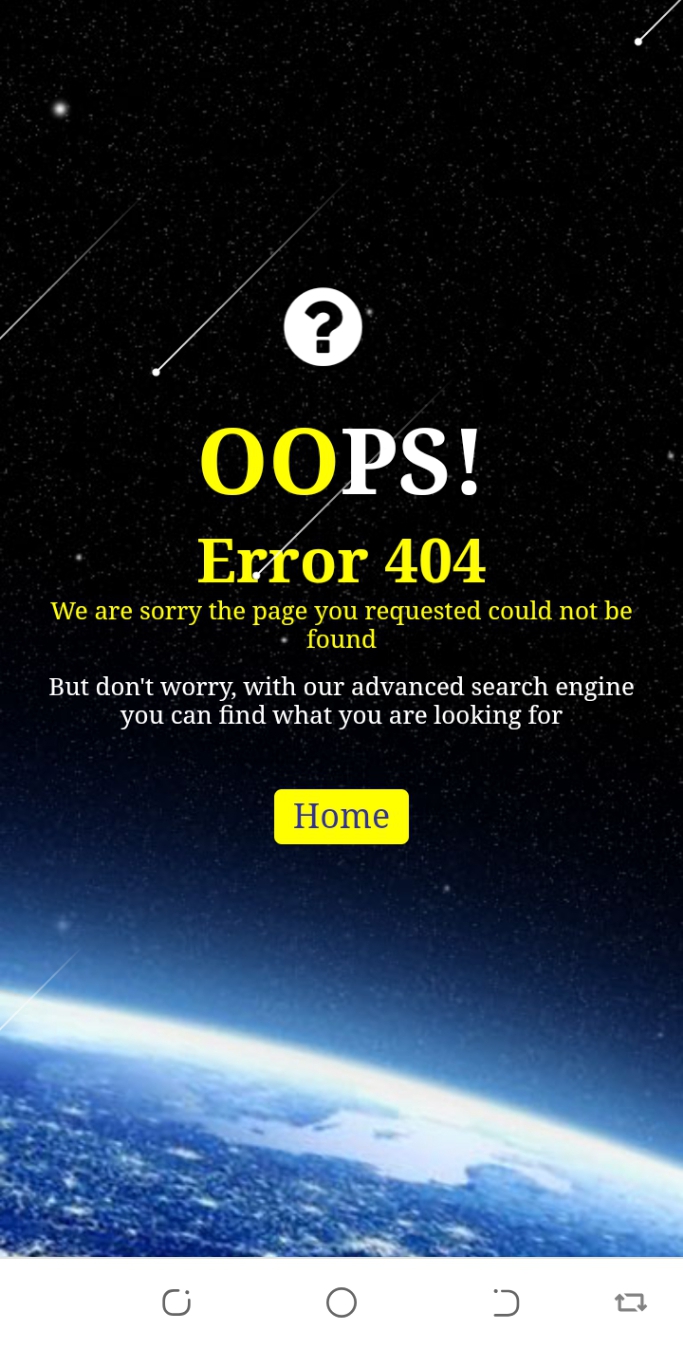 ?
OOPS!
Error 404
We are sorry the page you requested could not be
found
But don't worry, with our advanced search engine
you can find what you are looking for
Home